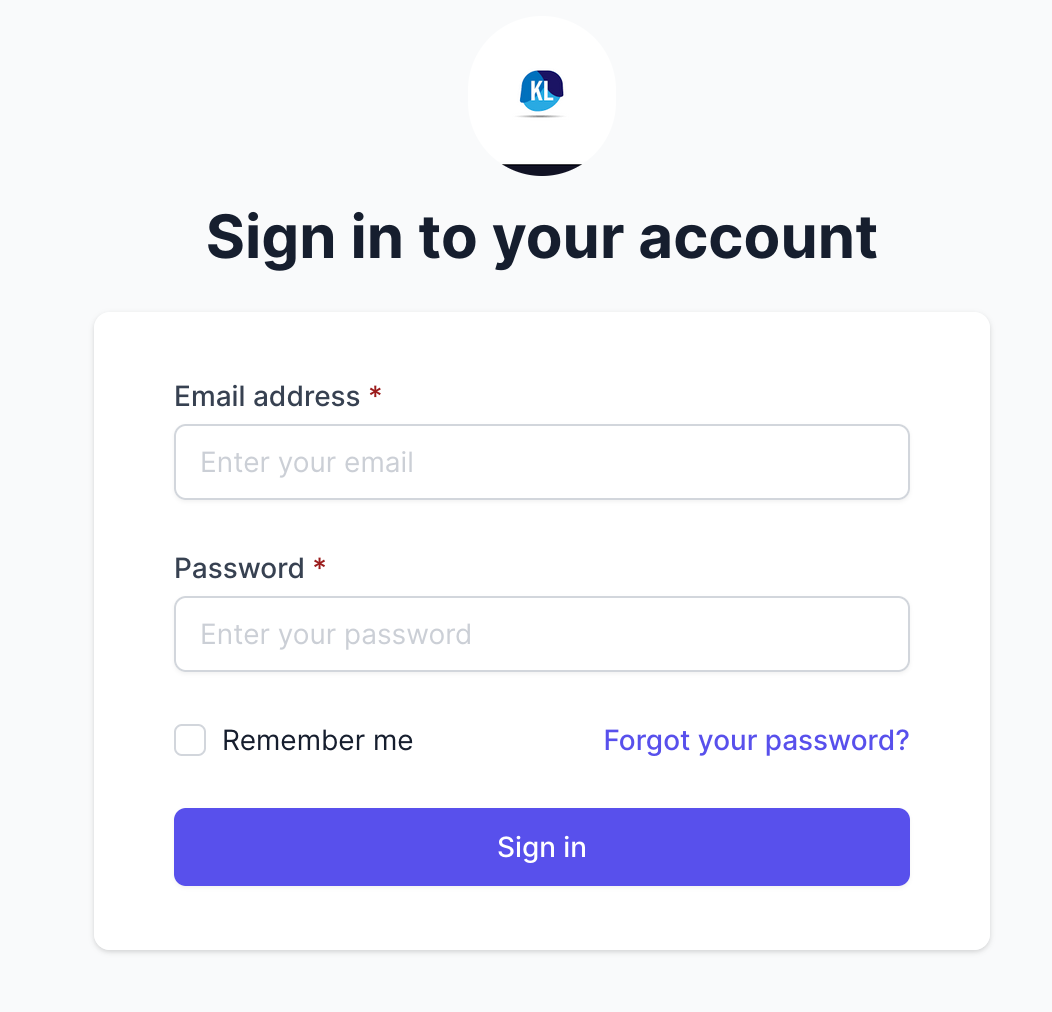 KL
Sign in to your account
Email address *
Enter your email
Password *
Enter your password
Remember me
Forgot your password?
Sign in